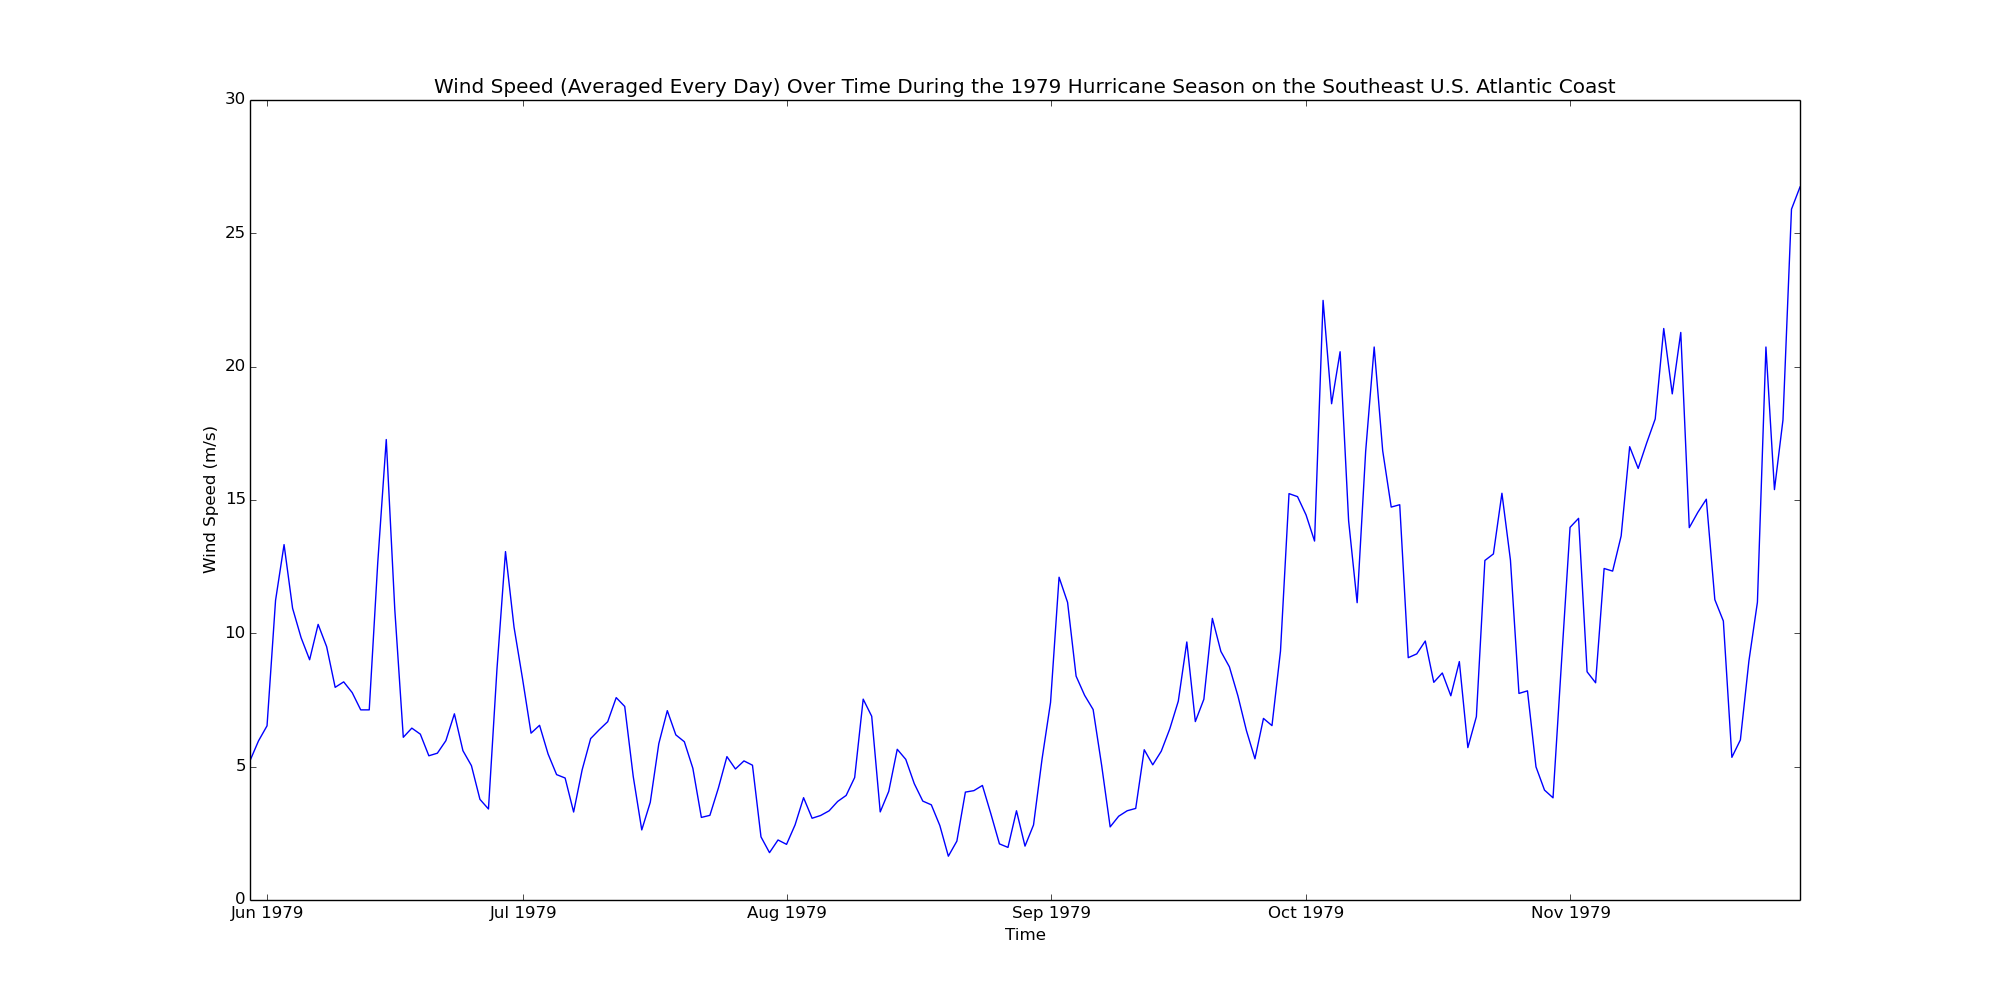 Wind Speed (Averaged Every Day) Over Time During the 1979 Hurricane Season on the Southeast U.S. Atlantic Coast
30
25
20
15
10
5
0
Wind Speed (m/s)
Jun 1979
Jul 1979
Aug 1979
Sep 1979
Oct 1979
Nov 1979
Time